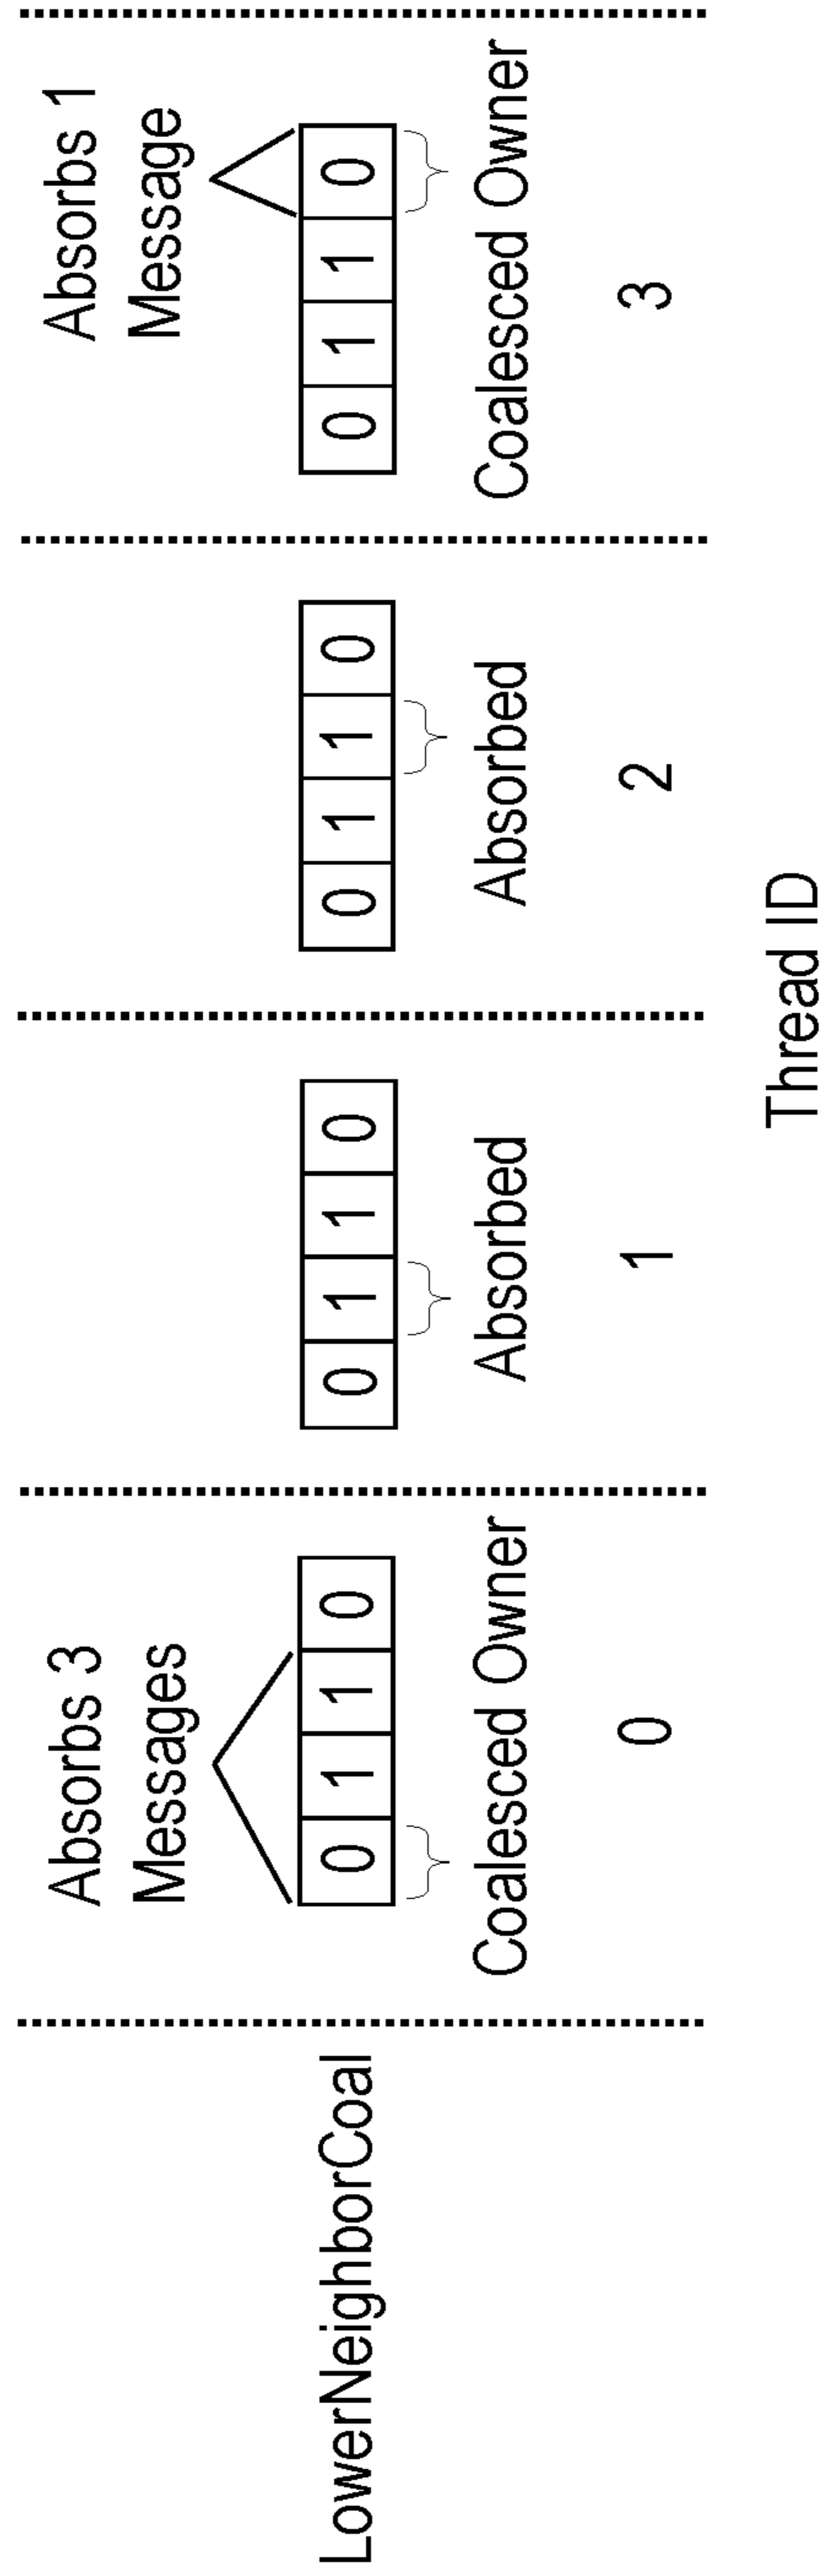 Absorbs 3
Messages
Absorbs 1
Message
LowerNeighborCoal
0 1 1 0
0 1 1 0
0 1 1 0
0 1 1 0
Coalesced Owner
Absorbed
Absorbed
Coalesced Owner
0
1
2
3
Thread ID